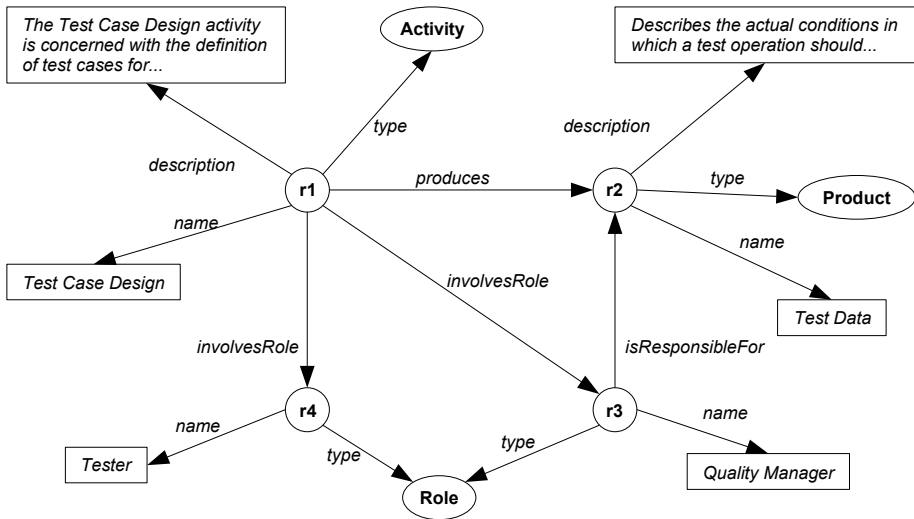 The Test Case Design activity
is concerned with the definition
of test cases for...
Activity
Describes the actual conditions in
which a test operation should...
type
description
description
r1
produces
r2
type
Product
name
name
Test Case Design
involvesRole
Test Data
involvesRole
isResponsibleFor
r4
r3
name
name
type
type
Tester
Quality Manager
Role